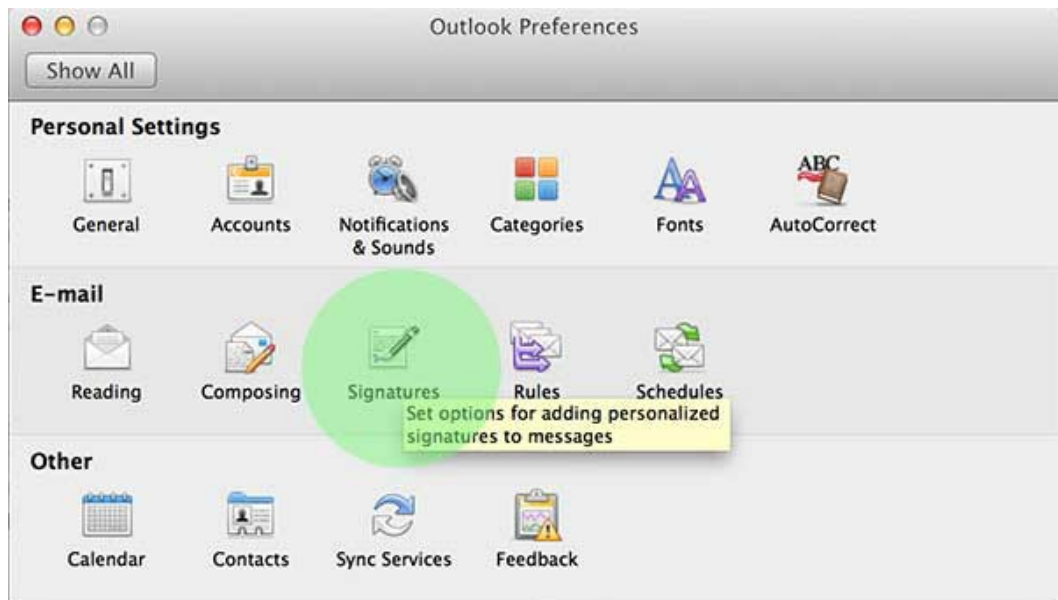 Outlook Preferences
Show All
Personal Settings
General
Accounts
Notifications
& Sounds
Categories
Fonts
ABC
AutoCorrect
E-mail
Reading
Composing
Signatures
Rules
Schedules
Set options for adding personalized
signatures to messages
Other
Calendar
Contacts
Sync Services
Feedback